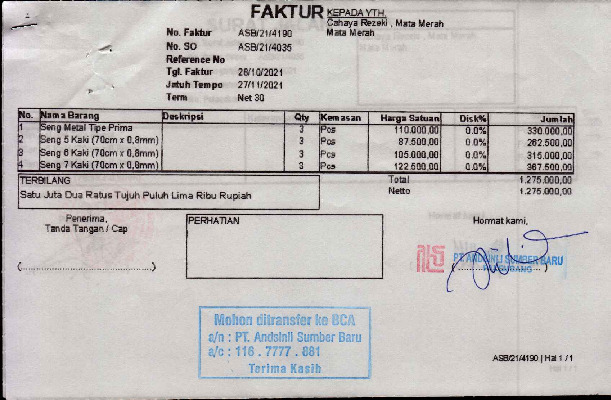 FAKTUR
KEPADA YTH.
Cahaya Rezeki , Mata Merah
Mata Merah
No. Faktur ASB/21/4190
No. SO ASB/21/4035
Reference No
Tgl. Faktur 28/10/2021
Jatuh Tempo 27/11/2021
Term Net 30
No. Nama Barang Deskripsi Qty Kemasan Harga Satuan Disk% Jumlah
1 Seng Metal Tipe Prima 3 Pcs 110.000,00 0.0% 330.000,00
2 Seng 5 Kaki (70cm x 0,8mm) 3 Pcs 87.500,00 0.0% 262.500,00
3 Seng 6 Kaki (70cm x 0,8mm) 3 Pcs 105.000,00 0.0% 315.000,00
4 Seng 7 Kaki (70cm x 0,8mm) 3 Pcs 122.500,00 0.0% 367.500,00
TERBILANG
Satu Juta Dua Ratus Tujuh Puluh Lima Ribu Rupiah
Total 1.275.000,00
Netto 1.275.000,00
Penerima,
Tanda Tangan / Cap
PERHATIAN
Hormat kami,
PT. ANDSINLI SUMBER BARU
PALEMBANG
Mohon ditransfer ke BCA
a/n : PT. Andsinli Sumber Baru
a/c : 116 . 7777 . 881
Terima Kasih
ASB/21/4190 | Hal 1 / 1